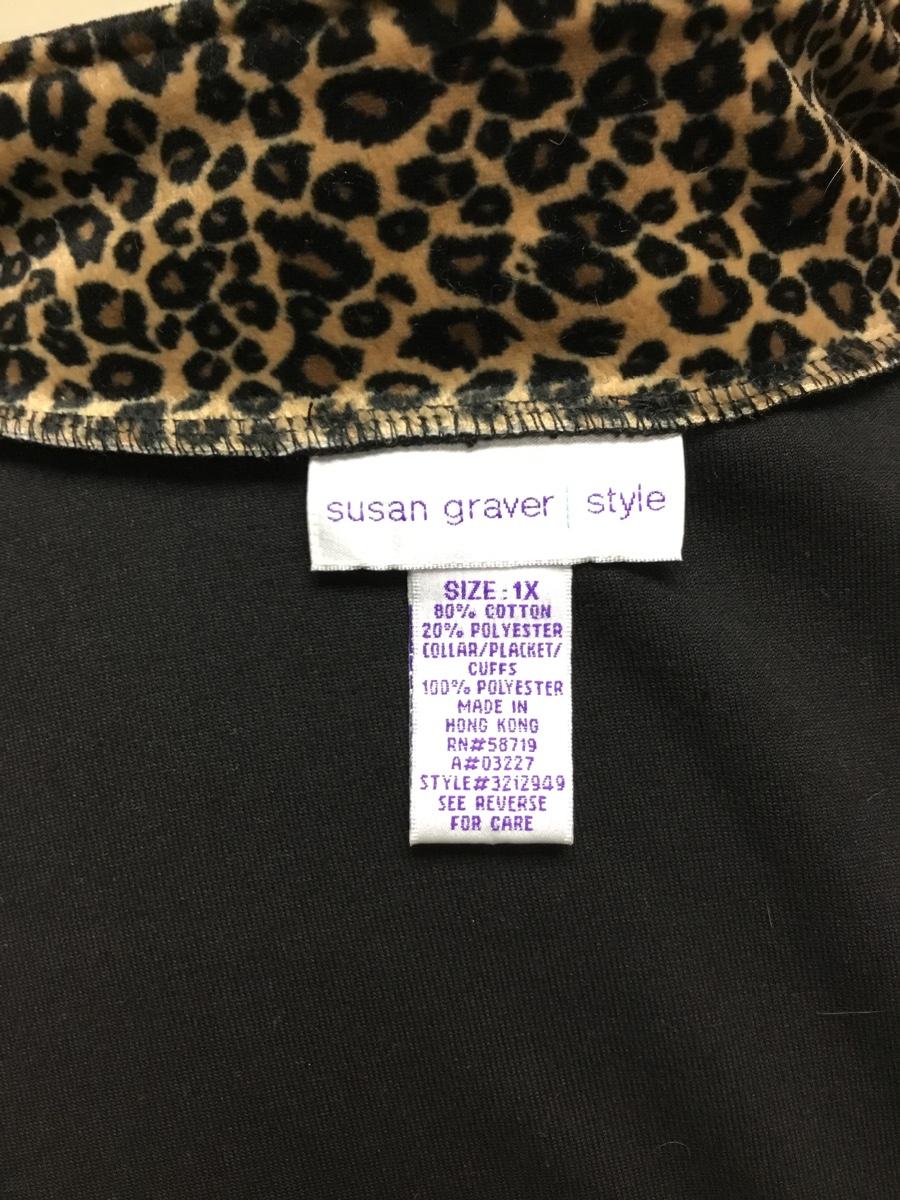 susan graver | style
SIZE: 1X
80% COTTON
20% POLYESTER
COLLAR/PLACKET/
CUFFS
100% POLYESTER
MADE IN
HONG KONG
RN#58719
A#03227
STYLE#3212949
SEE REVERSE
FOR CARE